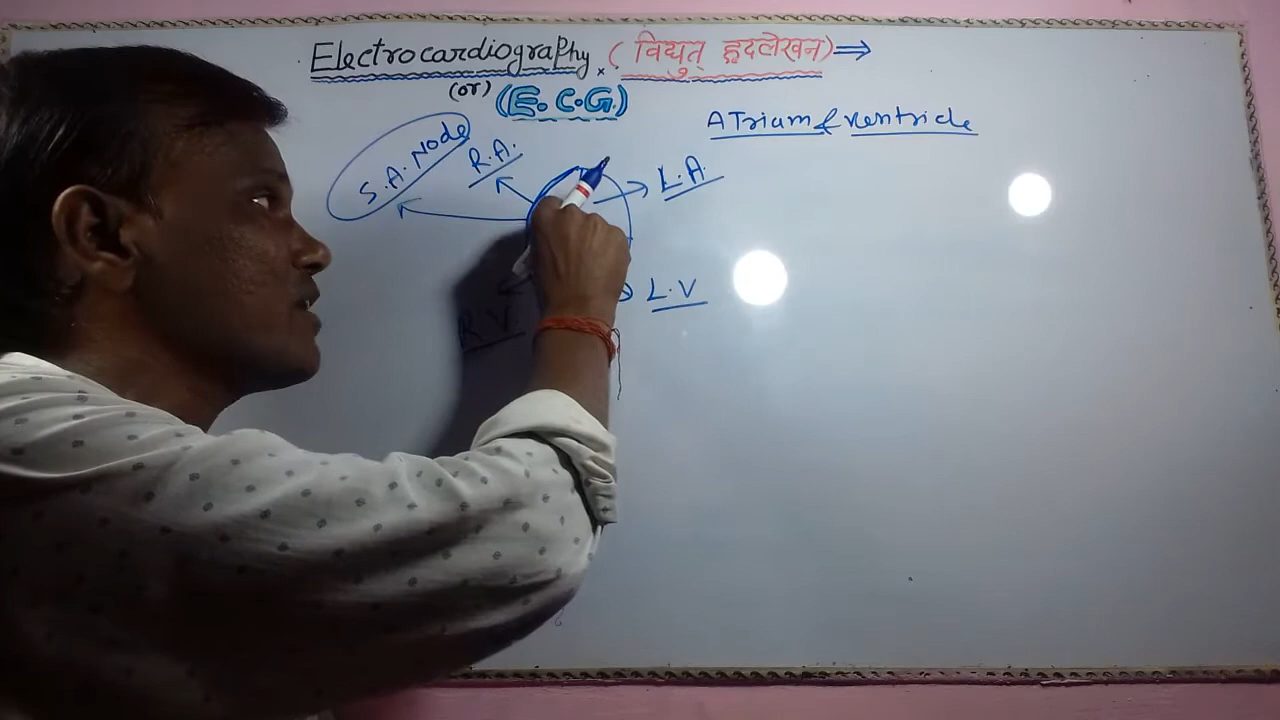 Electrocardiography. (विद्युत् हृदलेखन) ⇒
(or) (E.C.G.)
ATrium & ventricle
S.A. Node
R.A.
L.A.
L.V
R V